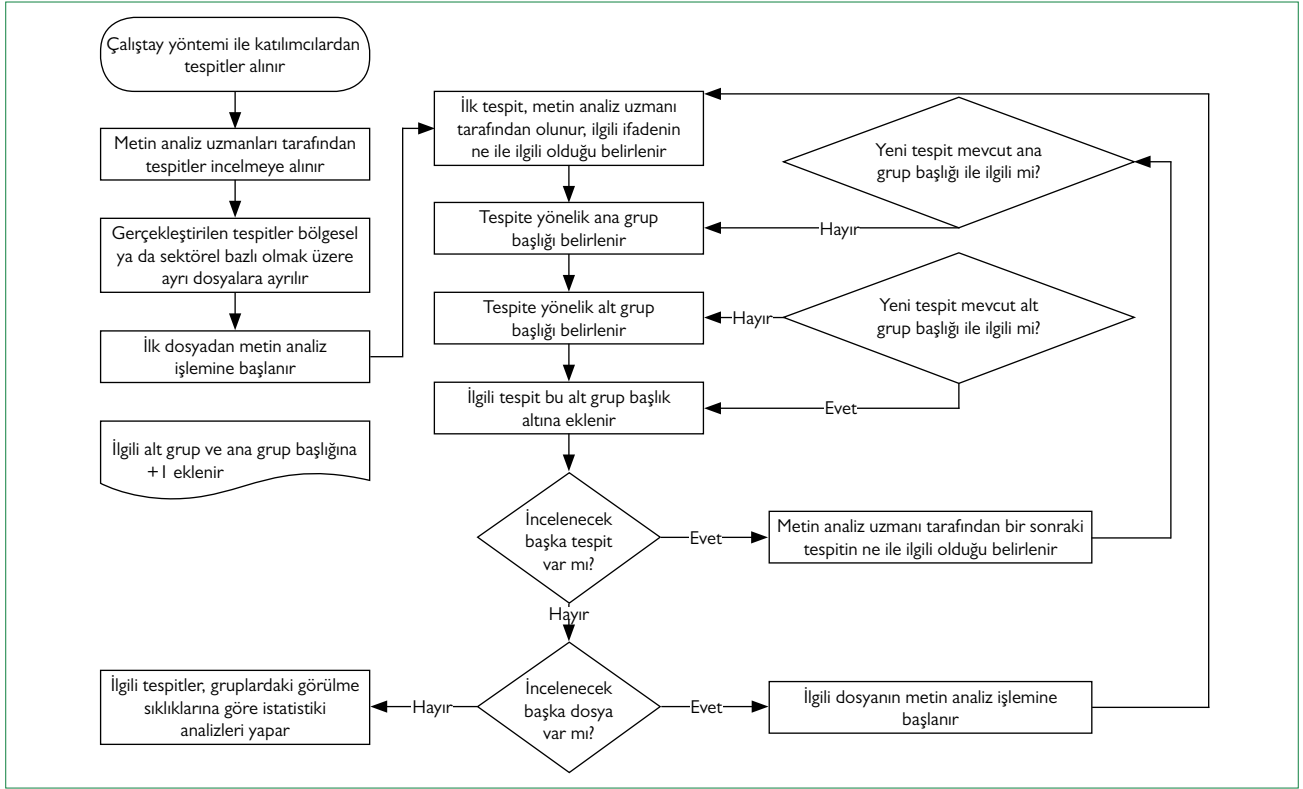 Çalıştay yöntemi ile katılımcılardan
tespitler alınır
Metin analiz uzmanları tarafından
tespitler incelmeye alınır
Gerçekleştirilen tespitler bölgesel
ya da sektörel bazlı olmak üzere
ayrı dosyalara ayrılır
İlk dosyadan metin analiz
işlemine başlanır
İlgili alt grup ve ana grup başlığına
+1 eklenir
İlk tespit, metin analiz uzmanı
tarafından olunur, ilgili ifadenin
ne ile ilgili olduğu belirlenir
Yeni tespit mevcut ana
grup başlığı ile ilgili mi?
Hayır
Tespite yönelik ana grup
başlığı belirlenir
Tespite yönelik alt grup
başlığı belirlenir
Hayır
Yeni tespit mevcut alt
grup başlığı ile ilgili mi?
Evet
İlgili tespit bu alt grup başlık
altına eklenir
İncelenecek
başka tespit
var mı?
Evet
Metin analiz uzmanı tarafından bir sonraki
tespitin ne ile ilgili olduğu belirlenir
Hayır
İncelenecek
başka dosya
var mı?
Evet
İlgili dosyanın metin analiz işlemine
başlanır
Hayır
İlgili tespitler, gruplardaki görülme
sıklıklarına göre istatistiki
analizleri yapar